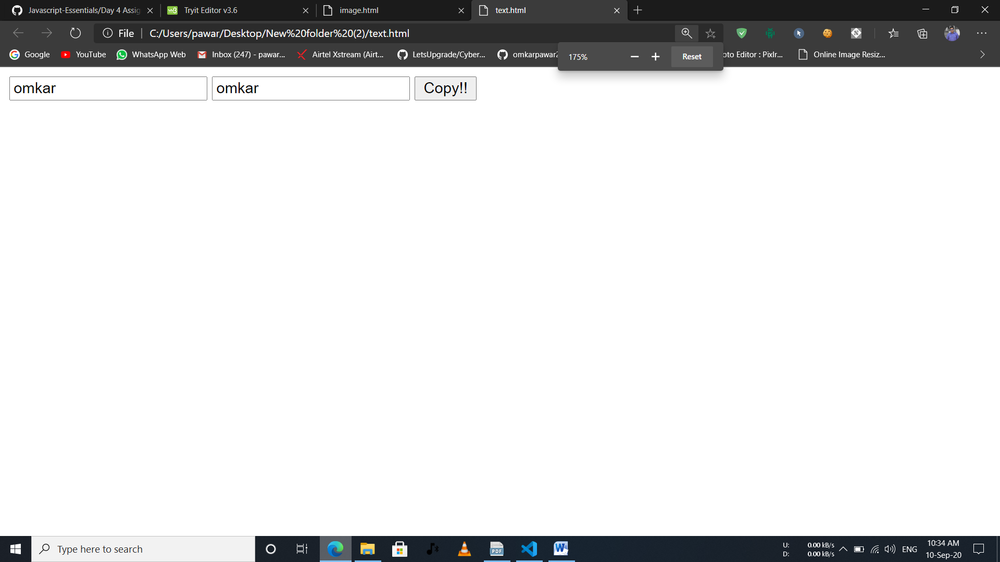 Javascript-Essentials/Day 4 Assig
Tryit Editor v3.6
image.html
text.html
File
C:/Users/pawar/Desktop/New%20folder%20(2)/text.html
Google
YouTube
WhatsApp Web
Inbox (247) - pawar...
Airtel Xstream (Airt...
LetsUpgrade/Cyber...
omkarpawar2
175%
Reset
oto Editor : Pixlr...
Online Image Resiz...
omkar
omkar
Copy!!
Type here to search
PDF
U: 0.00 kB/s
D: 0.00 kB/s
ENG
10:34 AM
10-Sep-20